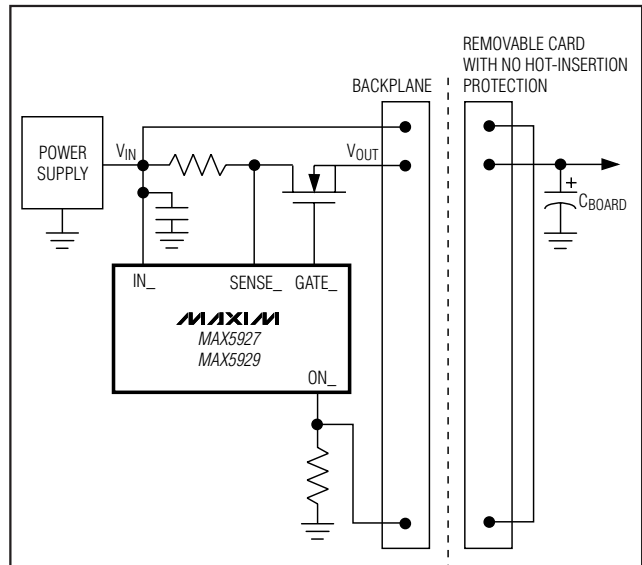 REMOVABLE CARD
WITH NO HOT-INSERTION
PROTECTION
BACKPLANE
POWER
SUPPLY
VIN
VOUT
+
CBOARD
IN_
SENSE_
GATE_
MAXIM
MAX5927
MAX5929
ON_